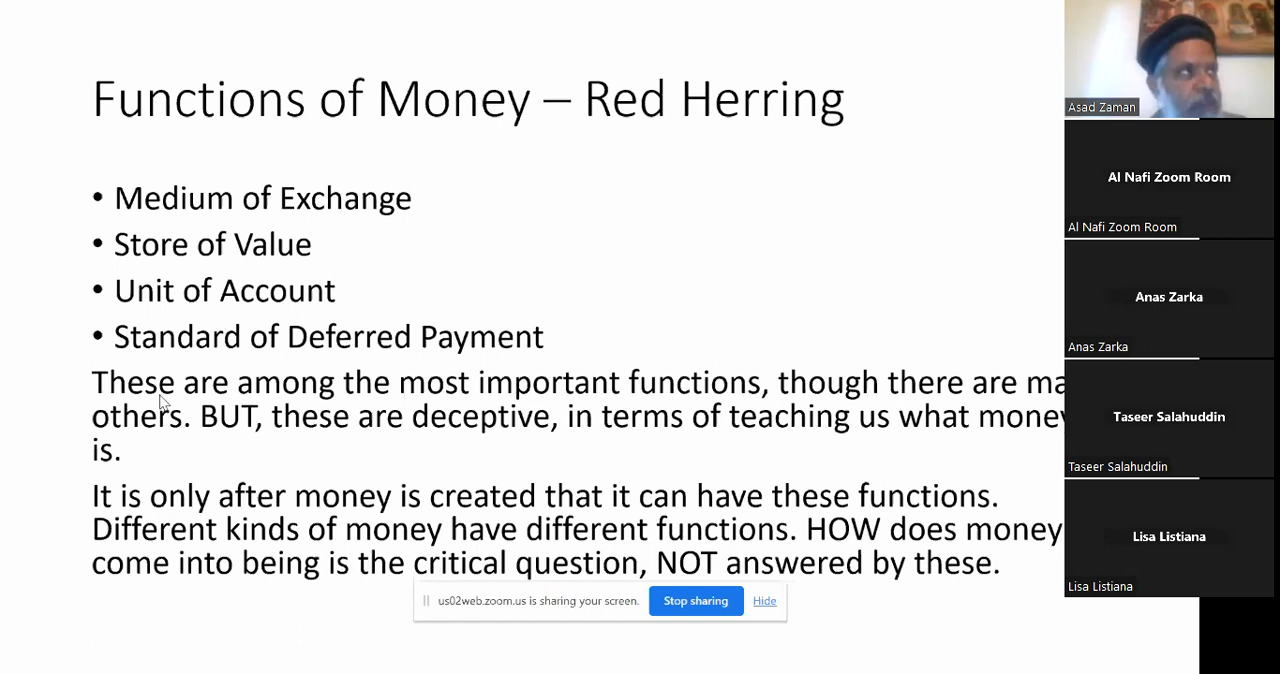 Functions of Money – Red Herring
• Medium of Exchange
• Store of Value
• Unit of Account
• Standard of Deferred Payment
These are among the most important functions, though there are
others. BUT, these are deceptive, in terms of teaching us what money
is.
It is only after money is created that it can have these functions.
Different kinds of money have different functions. HOW does money
come into being is the critical question, NOT answered by these.
us02web.zoom.us is sharing your screen.
Stop sharing
Hide
Asad Zaman
Al Nafi Zoom Room
Al Nafi Zoom Room
Anas Zarka
Anas Zarka
Taseer Salahuddin
Taseer Salahuddin
Lisa Listiana
Lisa Listiana